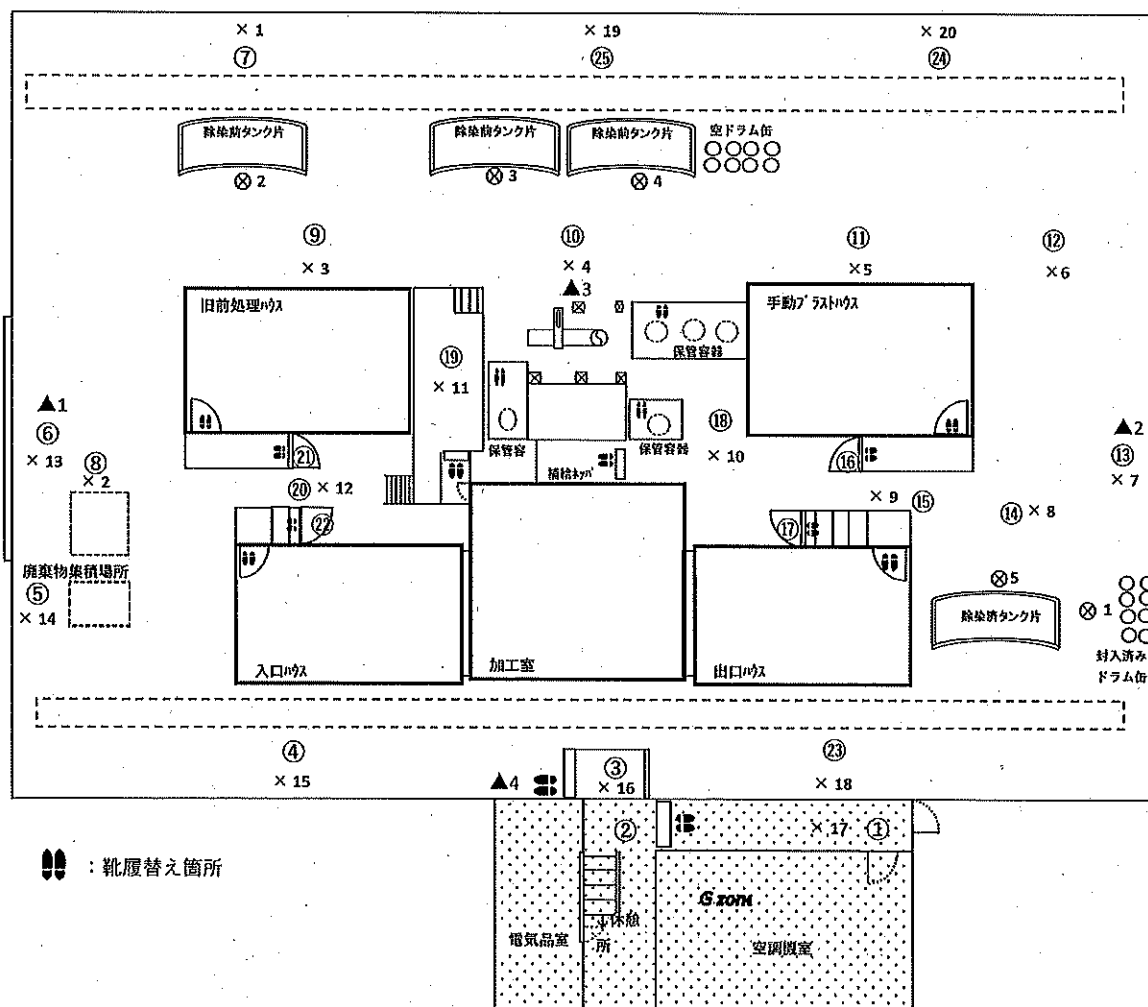 × 1
× 19
× 20
⑦
㉕
㉔
除染前タンク片
除染前タンク片
除染前タンク片
空ドラム缶
⊗ 2
⊗ 3
⊗ 4
⑨
⑩
⑪
⑫
× 3
× 4
× 5
× 6
▲3
旧前処理ハウス
手動ブラストハウス
保管容器
⑲
× 11
▲1
⑥
× 13
⑱
▲2
⑬
× 7
保管容
保管容器
× 10
⑧
× 2
㉑
⑯
⑳
× 12
× 9
⑮
⑭
× 8
㉒
⑰
廃棄物集積場所
⑤
× 14
⊗5
⊗ 1
除染済タンク片
入口ハウス
加工室
出口ハウス
封入済み
ドラム缶
④
× 15
▲4
③
× 16
㉓
× 18
②
× 17
①
:靴履替え箇所
電気品室
休憩
所
空調機室